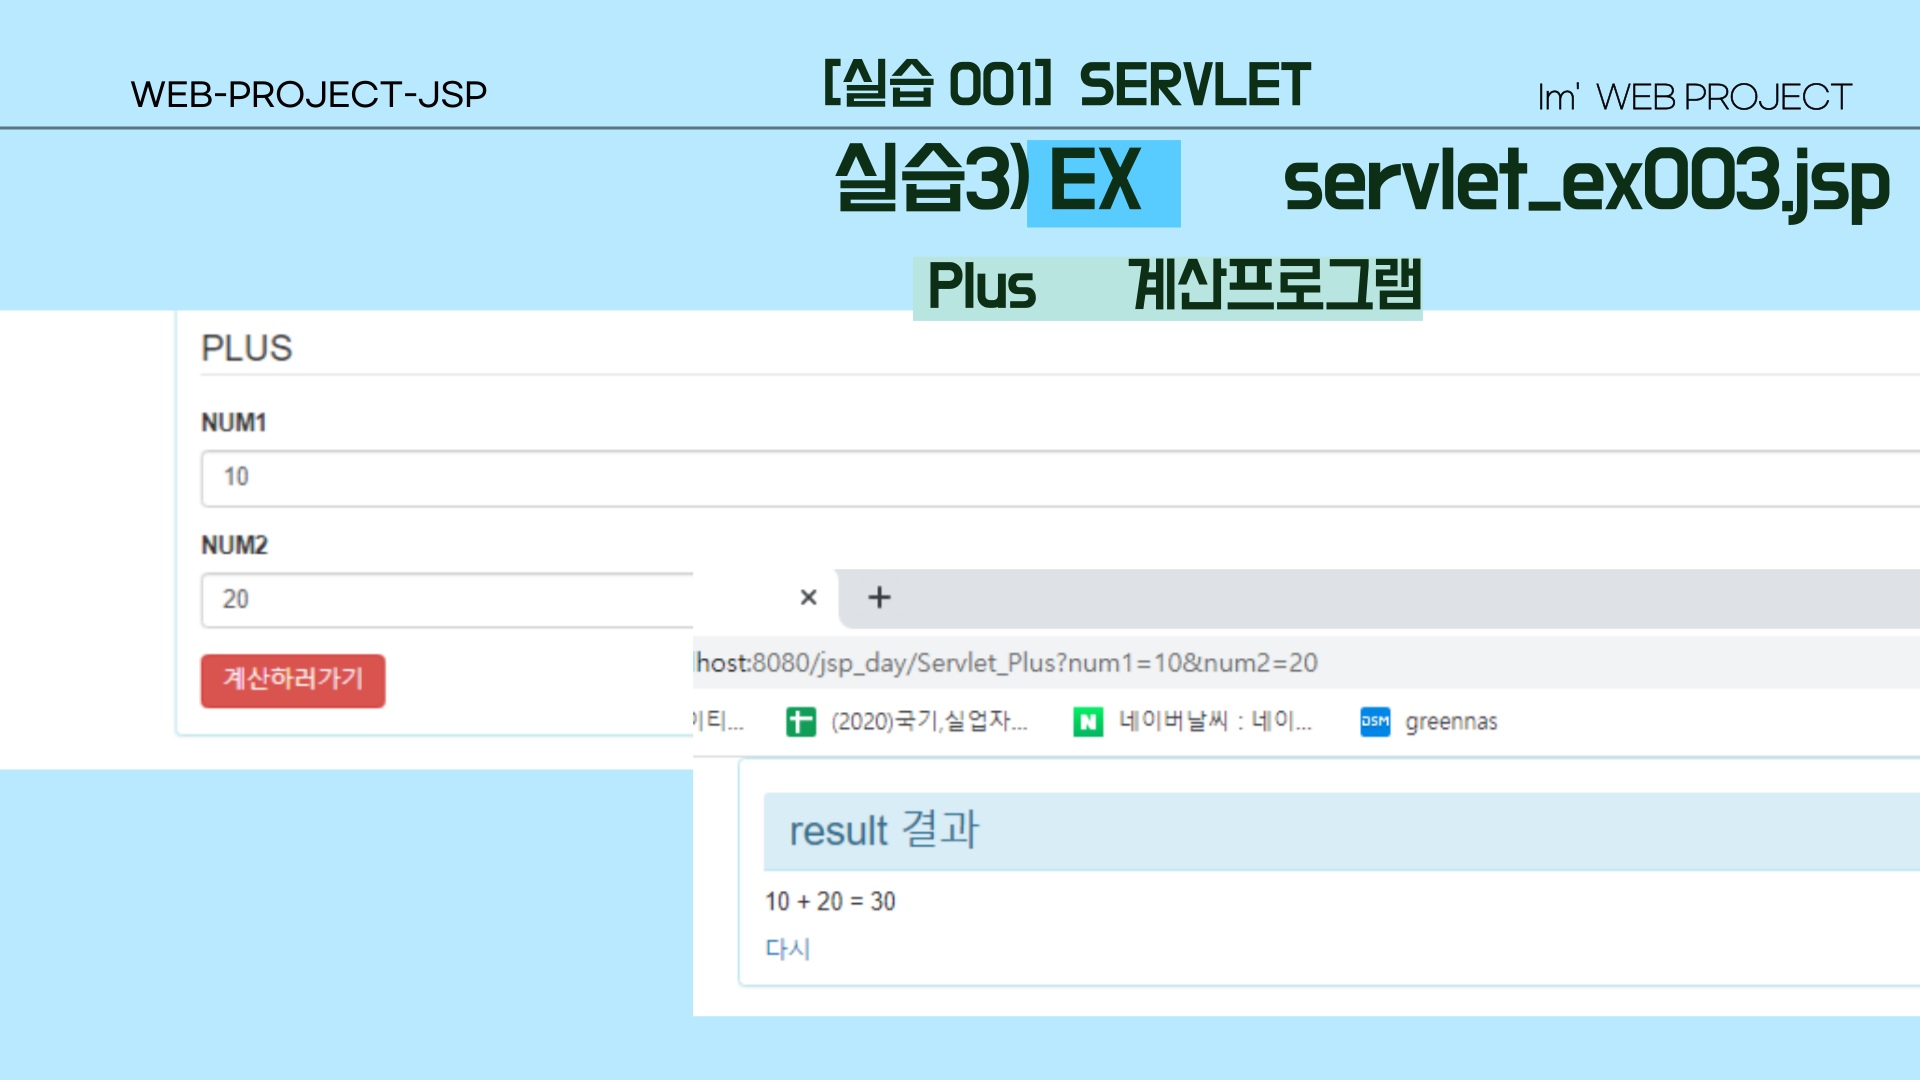 WEB-PROJECT-JSP
[실습 001] SERVLET
Im' WEB PROJECT
실습3) EX servlet_ex003.jsp
Plus 계산프로그램
PLUS
NUM1
10
NUM2
20
계산하러가기
× +
lhost:8080/jsp_day/Servlet_Plus?num1=10&num2=20
이티... (2020)국기,실업자... N 네이버날씨 : 네이... DSM greennas
result 결과
10 + 20 = 30
다시